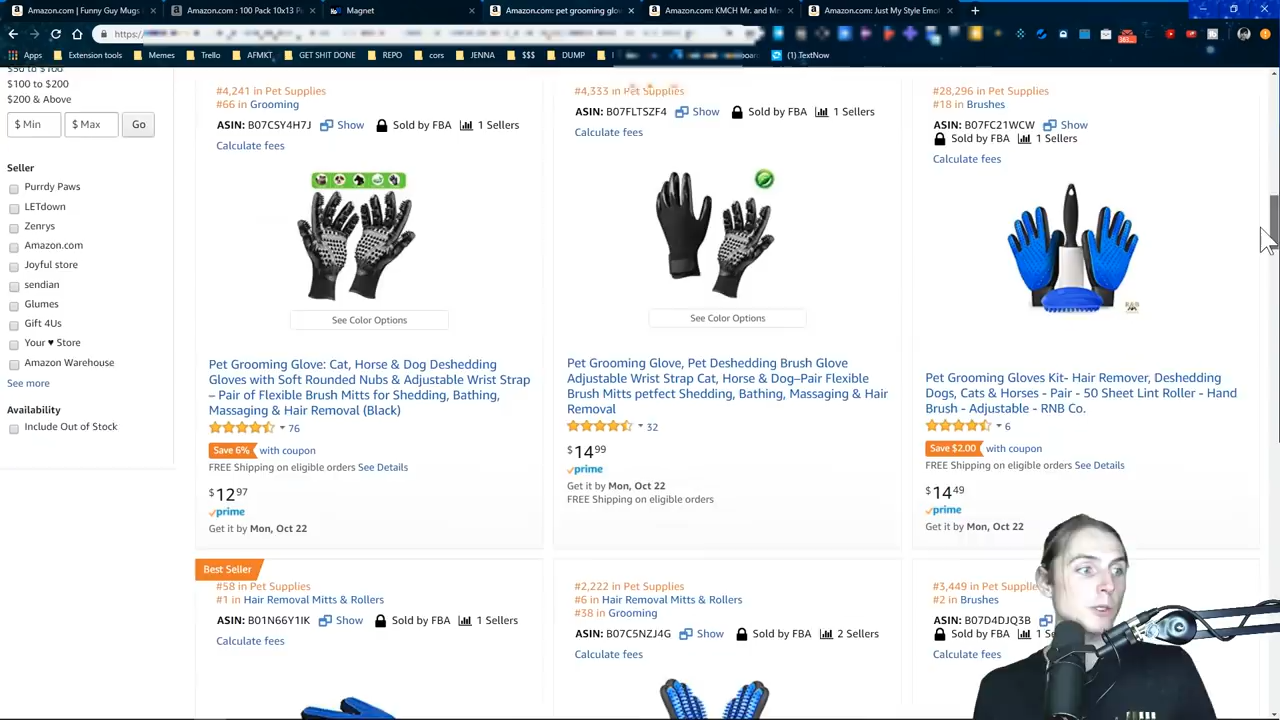 Amazon.com | Funny Guy Mugs
Amazon.com : 100 Pack 10x13 P
Magnet
Amazon.com: pet grooming glo
Amazon.com: KMCH Mr. and M
Amazon.com: Just My Style Emo
https://
Apps
Extension tools
Memes
Trello
AFMKT
GET SHIT DONE
REPO
cors
JENNA
$$$
DUMP
(1) TextNow
$50 to $100
$100 to $200
$200 & Above
$ Min
$ Max
Go
Seller
Purrdy Paws
LETdown
Zenrys
Amazon.com
Joyful store
sendian
Glumes
Gift 4Us
Your ♥ Store
Amazon Warehouse
See more
Availability
Include Out of Stock
#4,241 in Pet Supplies
#66 in Grooming
ASIN: B07CSY4H7J Show Sold by FBA 1 Sellers
Calculate fees
See Color Options
Pet Grooming Glove: Cat, Horse & Dog Deshedding
Gloves with Soft Rounded Nubs & Adjustable Wrist Strap
– Pair of Flexible Brush Mitts for Shedding, Bathing,
Massaging & Hair Removal (Black)
76
Save 6% with coupon
FREE Shipping on eligible orders See Details
$12 97
prime
Get it by Mon, Oct 22
#4,333 in Pet Supplies
ASIN: B07FLTSZF4 Show Sold by FBA 1 Sellers
Calculate fees
See Color Options
Pet Grooming Glove, Pet Deshedding Brush Glove
Adjustable Wrist Strap Cat, Horse & Dog–Pair Flexible
Brush Mitts petfect Shedding, Bathing, Massaging & Hair
Removal
32
$14 99
prime
Get it by Mon, Oct 22
FREE Shipping on eligible orders
#28,296 in Pet Supplies
#18 in Brushes
ASIN: B07FC21WCW Show
Sold by FBA 1 Sellers
Calculate fees
Pet Grooming Gloves Kit- Hair Remover, Deshedding
Dogs, Cats & Horses - Pair - 50 Sheet Lint Roller - Hand
Brush - Adjustable - RNB Co.
6
Save $2.00 with coupon
FREE Shipping on eligible orders See Details
$14 49
prime
Get it by Mon, Oct 22
Best Seller
#58 in Pet Supplies
#1 in Hair Removal Mitts & Rollers
ASIN: B01N66Y1IK Show Sold by FBA 1 Sellers
Calculate fees
#2,222 in Pet Supplies
#6 in Hair Removal Mitts & Rollers
#38 in Grooming
ASIN: B07C5NZJ4G Show Sold by FBA 2 Sellers
Calculate fees
#3,449 in Pet Supplie
#2 in Brushes
ASIN: B07D4DJQ3B
Sold by FBA 1 Se
Calculate fees